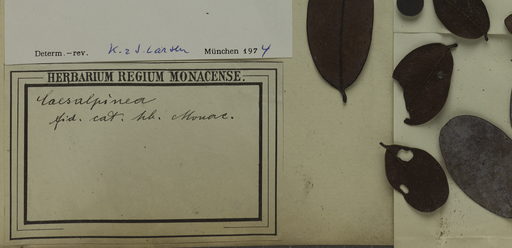 Determ.-rev. K. & S. Larsen München 1974
HERBARIUM REGIUM MONACENSE.
Caesalpinea
fid. cat. hb. Monac.